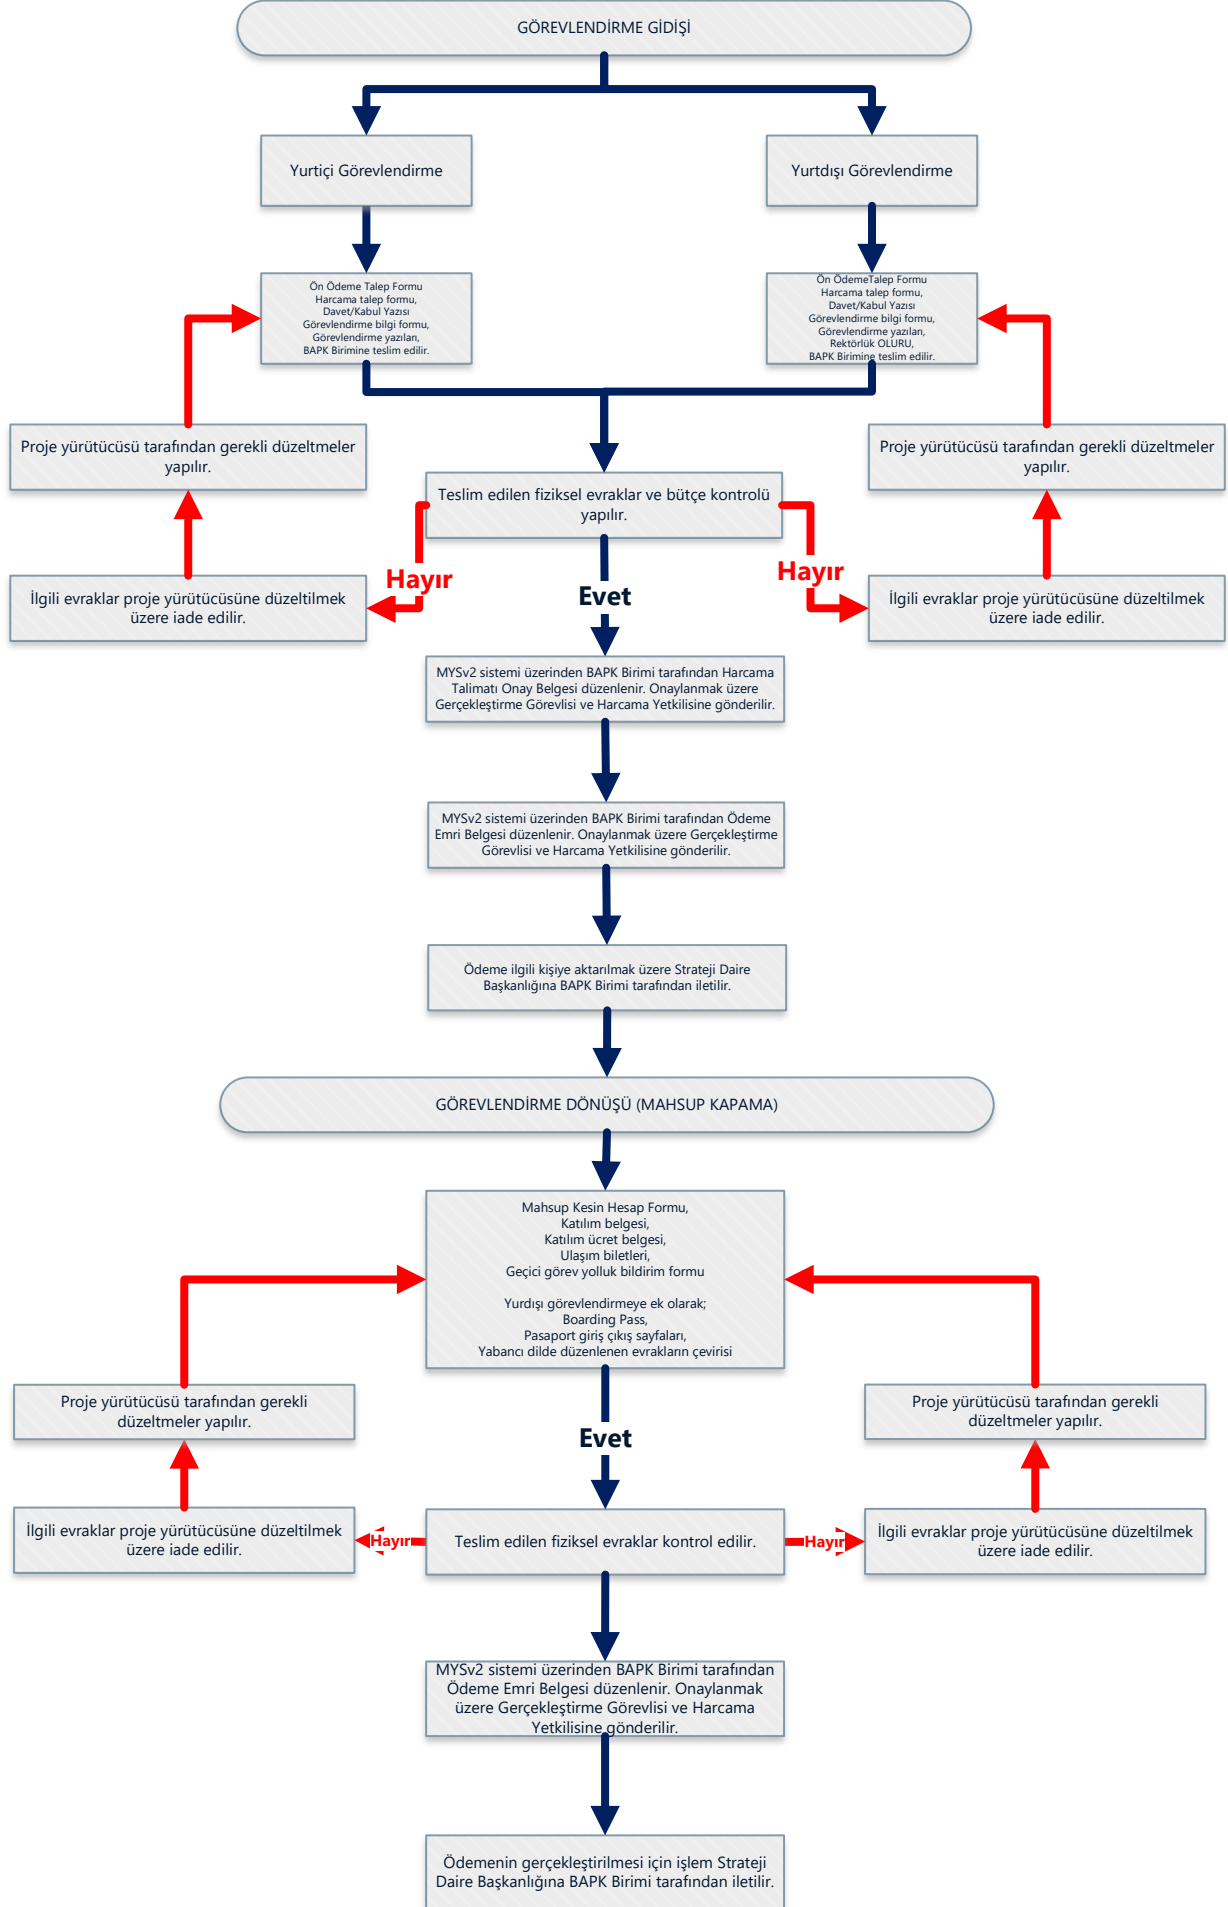 GÖREVLENDİRME GİDİŞİ
Yurtiçi Görevlendirme
Yurtdışı Görevlendirme
Ön Ödeme Talep Formu
Harcama talep formu,
Davet/Kabul Yazısı
Görevlendirme bilgi formu,
Görevlendirme yazıları,
BAPK Birimine teslim edilir.
Ön ÖdemeTalep Formu
Harcama talep formu,
Davet/Kabul Yazısı
Görevlendirme bilgi formu,
Görevlendirme yazıları,
Rektörlük OLURU,
BAPK Birimine teslim edilir.
Proje yürütücüsü tarafından gerekli düzeltmeler
yapılır.
Proje yürütücüsü tarafından gerekli düzeltmeler
yapılır.
Teslim edilen fiziksel evraklar ve bütçe kontrolü
yapılır.
Hayır
Hayır
Evet
İlgili evraklar proje yürütücüsüne düzeltilmek
üzere iade edilir.
İlgili evraklar proje yürütücüsüne düzeltilmek
üzere iade edilir.
MYSv2 sistemi üzerinden BAPK Birimi tarafından Harcama
Talimatı Onay Belgesi düzenlenir. Onaylanmak üzere
Gerçekleştirme Görevlisi ve Harcama Yetkilisine gönderilir.
MYSv2 sistemi üzerinden BAPK Birimi tarafından Ödeme
Emri Belgesi düzenlenir. Onaylanmak üzere Gerçekleştirme
Görevlisi ve Harcama Yetkilisine gönderilir.
Ödeme ilgili kişiye aktarılmak üzere Strateji Daire
Başkanlığına BAPK Birimi tarafından iletilir.
GÖREVLENDİRME DÖNÜŞÜ (MAHSUP KAPAMA)
Mahsup Kesin Hesap Formu,
Katılım belgesi,
Katılım ücret belgesi,
Ulaşım biletleri,
Geçici görev yolluk bildirim formu
Yurdışı görevlendirmeye ek olarak;
Boarding Pass,
Pasaport giriş çıkış sayfaları,
Yabancı dilde düzenlenen evrakların çevirisi
Proje yürütücüsü tarafından gerekli
düzeltmeler yapılır.
Proje yürütücüsü tarafından gerekli
düzeltmeler yapılır.
Evet
İlgili evraklar proje yürütücüsüne düzeltilmek
üzere iade edilir.
Hayır
Teslim edilen fiziksel evraklar kontrol edilir.
Hayır
İlgili evraklar proje yürütücüsüne düzeltilmek
üzere iade edilir.
MYSv2 sistemi üzerinden BAPK Birimi tarafından
Ödeme Emri Belgesi düzenlenir. Onaylanmak
üzere Gerçekleştirme Görevlisi ve Harcama
Yetkilisine gönderilir.
Ödemenin gerçekleştirilmesi için işlem Strateji
Daire Başkanlığına BAPK Birimi tarafından iletilir.